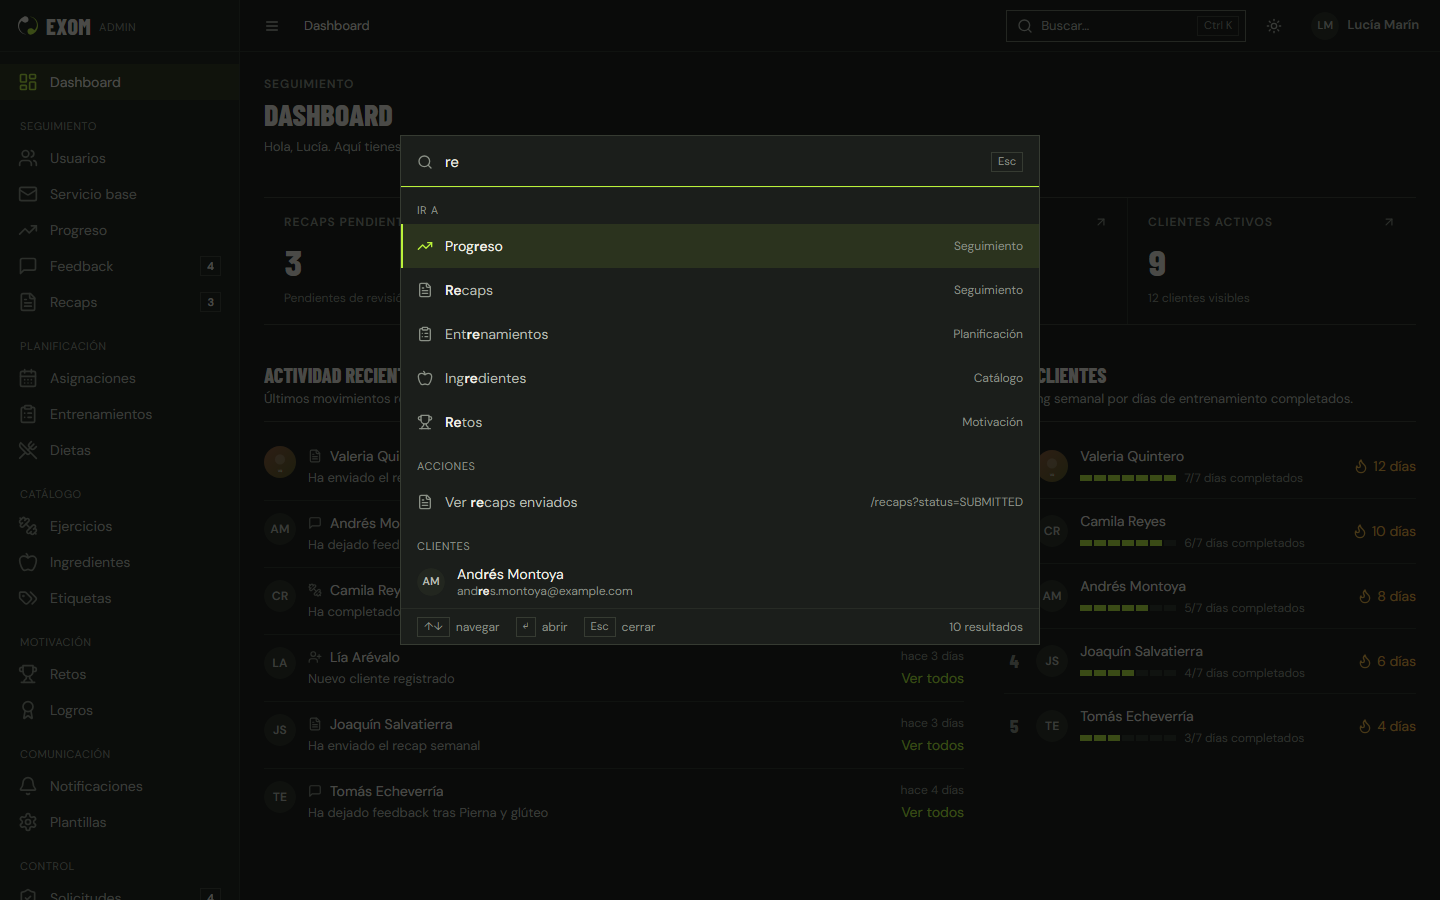 EXOM ADMIN
Dashboard
Buscar...
Ctrl K
LM
Lucía Marín
Dashboard
SEGUIMIENTO
Usuarios
Servicio base
Progreso
Feedback 4
Recaps 3
PLANIFICACIÓN
Asignaciones
Entrenamientos
Dietas
CATÁLOGO
Ejercicios
Ingredientes
Etiquetas
MOTIVACIÓN
Retos
Logros
COMUNICACIÓN
Notificaciones
Plantillas
CONTROL
Solicitudes 4
SEGUIMIENTO
DASHBOARD
Hola, Lucía. Aquí tienes
RECAPS PENDIENT
3
Pendientes de revisió
CLIENTES ACTIVOS
9
12 clientes visibles
re
Esc
IR A
Progreso Seguimiento
Recaps Seguimiento
Entrenamientos Planificación
Ingredientes Catálogo
Retos Motivación
ACCIONES
Ver recaps enviados /recaps?status=SUBMITTED
CLIENTES
AM
Andrés Montoya
andres.montoya@example.com
↑↓ navegar ↵ abrir Esc cerrar 10 resultados
ACTIVIDAD RECIENT
Últimos movimientos r
Valeria Qui
Ha enviado el re
AM
Andrés Mo
Ha dejado feed
CR
Camila Rey
Ha completado
LA
Lía Arévalo hace 3 días
Nuevo cliente registrado Ver todos
JS
Joaquín Salvatierra hace 3 días
Ha enviado el recap semanal Ver todos
TE
Tomás Echeverría hace 4 días
Ha dejado feedback tras Pierna y glúteo Ver todos
CLIENTES
ng semanal por días de entrenamiento completados.
Valeria Quintero
7/7 días completados
12 días
CR
Camila Reyes
6/7 días completados
10 días
AM
Andrés Montoya
5/7 días completados
8 días
4
JS
Joaquín Salvatierra
4/7 días completados
6 días
5
TE
Tomás Echeverría
3/7 días completados
4 días